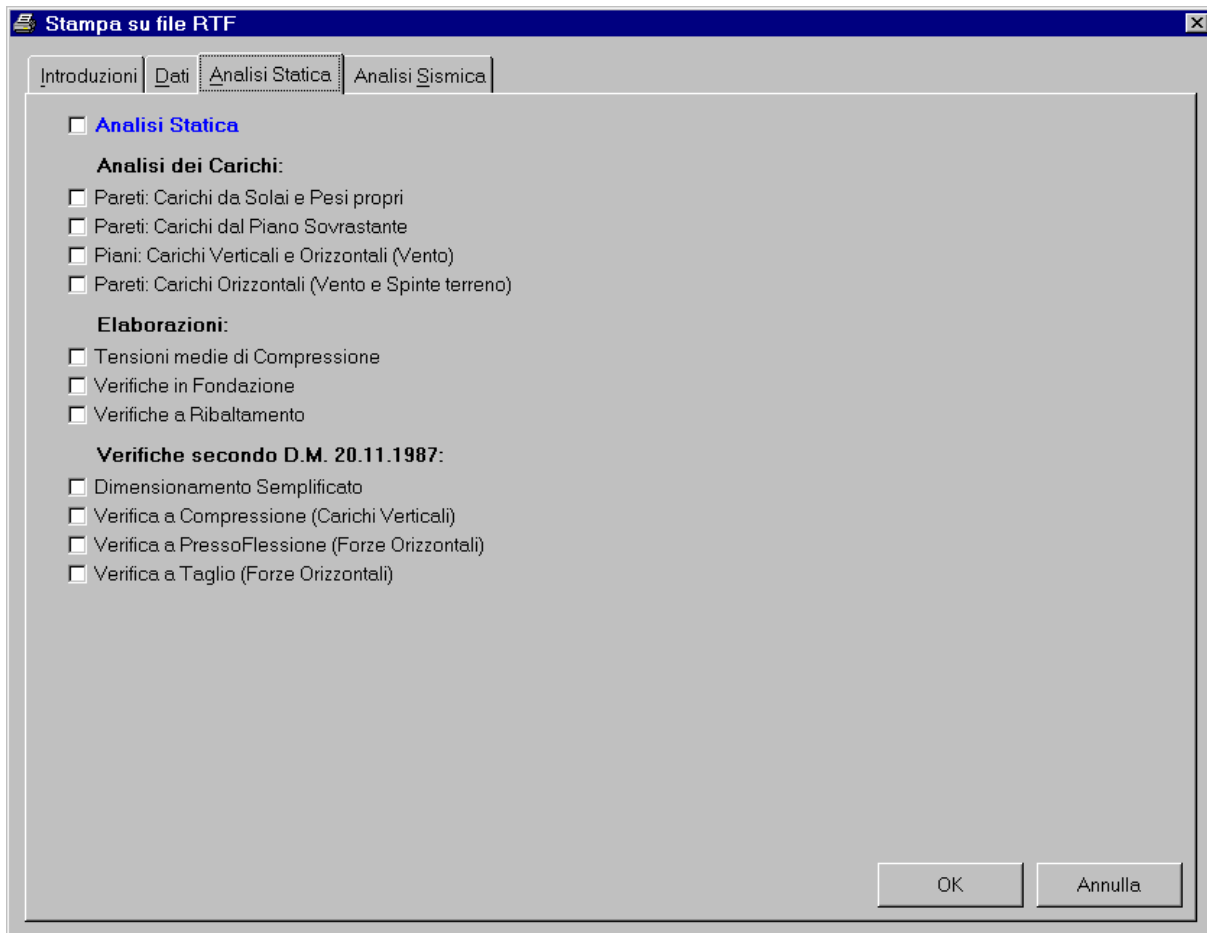 Stampa su file RTF
Introduzioni Dati Analisi Statica Analisi Sismica
Analisi Statica
Analisi dei Carichi:
Pareti: Carichi da Solai e Pesi propri
Pareti: Carichi dal Piano Sovrastante
Piani: Carichi Verticali e Orizzontali (Vento)
Pareti: Carichi Orizzontali (Vento e Spinte terreno)
Elaborazioni:
Tensioni medie di Compressione
Verifiche in Fondazione
Verifiche a Ribaltamento
Verifiche secondo D.M. 20.11.1987:
Dimensionamento Semplificato
Verifica a Compressione (Carichi Verticali)
Verifica a PressoFlessione (Forze Orizzontali)
Verifica a Taglio (Forze Orizzontali)
OK Annulla